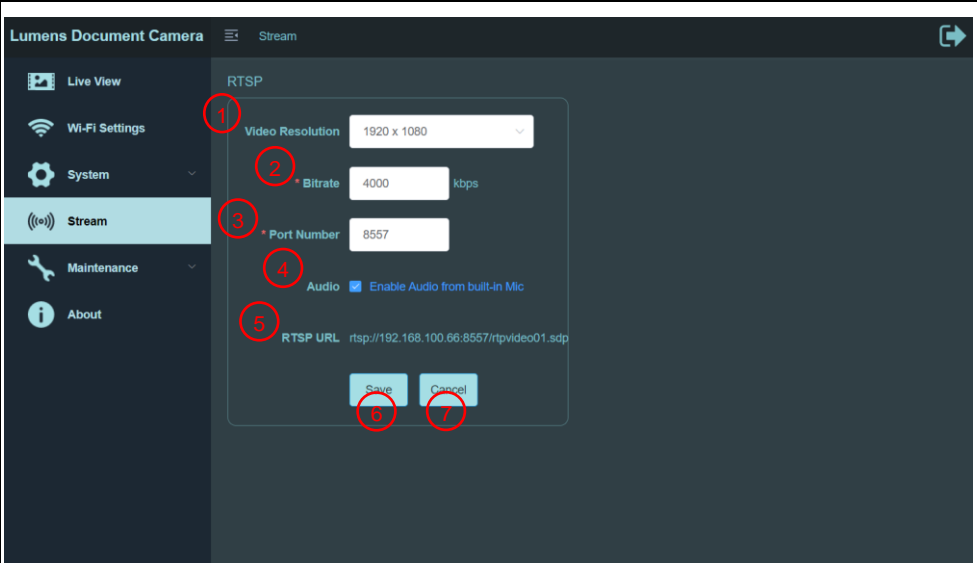 Lumens Document Camera Stream
Live View
Wi-Fi Settings
System
Stream
Maintenance
About
RTSP
1
Video Resolution 1920 x 1080
2
* Bitrate 4000 kbps
3
* Port Number 8557
4
Audio Enable Audio from built-in Mic
5
RTSP URL rtsp://192.168.100.66:8557/rtpvideo01.sdp
Save Cancel
6 7